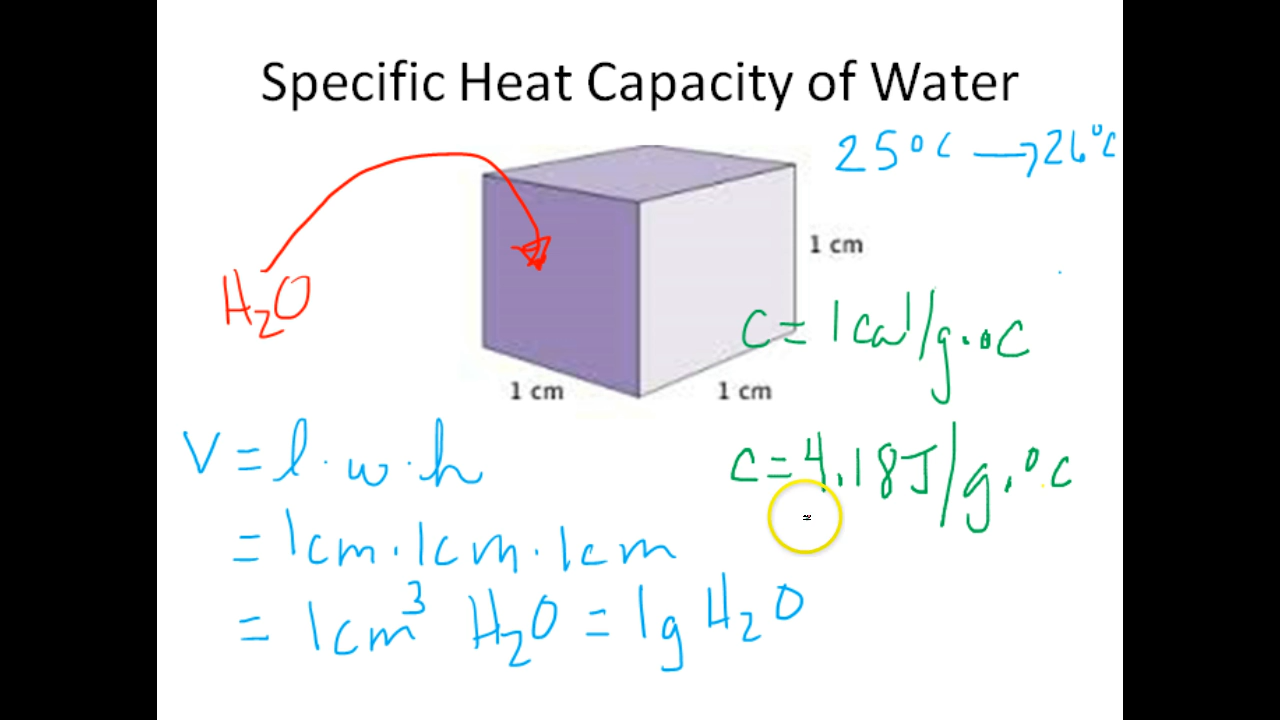 Specific Heat Capacity of Water
25°C → 26°C
1 cm
H₂O
C = 1 cal/g·°C
1 cm
1 cm
V = l · w · h
C = 4.18J/g·°C
= 1cm · 1cm · 1cm
= 1cm³ H₂O = 1g H₂O